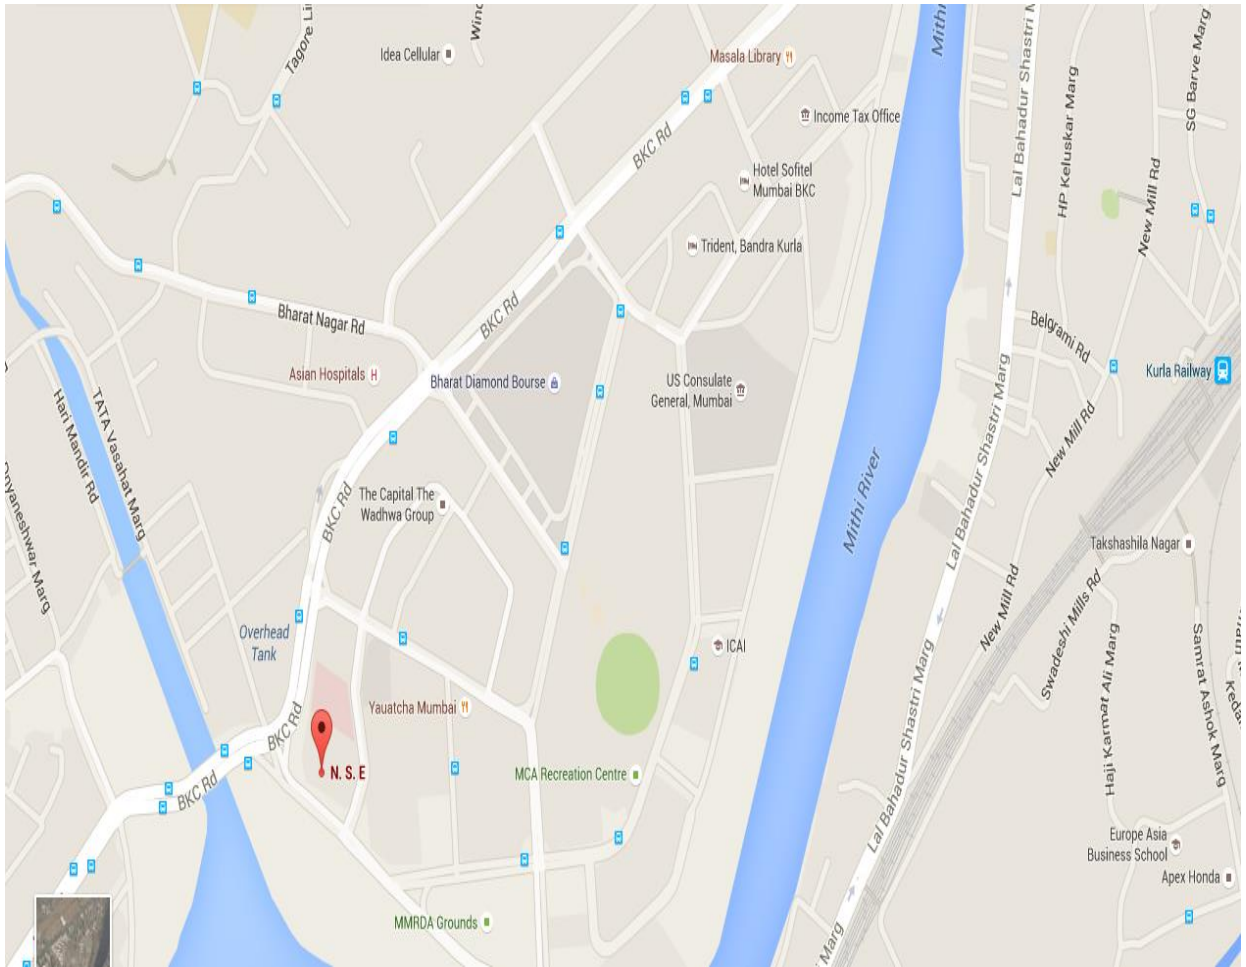 Tagore
Idea Cellular
Masala Library
Income Tax Office
BKC Rd
Hotel Sofitel
Mumbai BKC
Trident, Bandra Kurla
Lal Bahadur Shastri Marg
HP Keluskar Marg
SG Barve Marg
New Mill Rd
Bharat Nagar Rd
BKC Rd
Belgrami Rd
Asian Hospitals
H
Bharat Diamond Bourse
US Consulate
General, Mumbai
Kurla Railway
Hari Mandir Rd
TATA Vasahat Marg
New Mill Rd
Lal Bahadur Shastri Marg
The Capital The
Wadhwa Group
BKC Rd
Mithi River
Takshashila Nagar
Marg
New Mill Rd
Swadeshi Mills Rd
Overhead
Tank
ICAI
Haji Karmat Ali Marg
Samrat Ashok Marg
Yauatcha Mumbai
Lal Bahadur Shastri Marg
BKC Rd
N. S. E
MCA Recreation Centre
BKC Rd
Europe Asia
Business School
Apex Honda
MMRDA Grounds
Marg